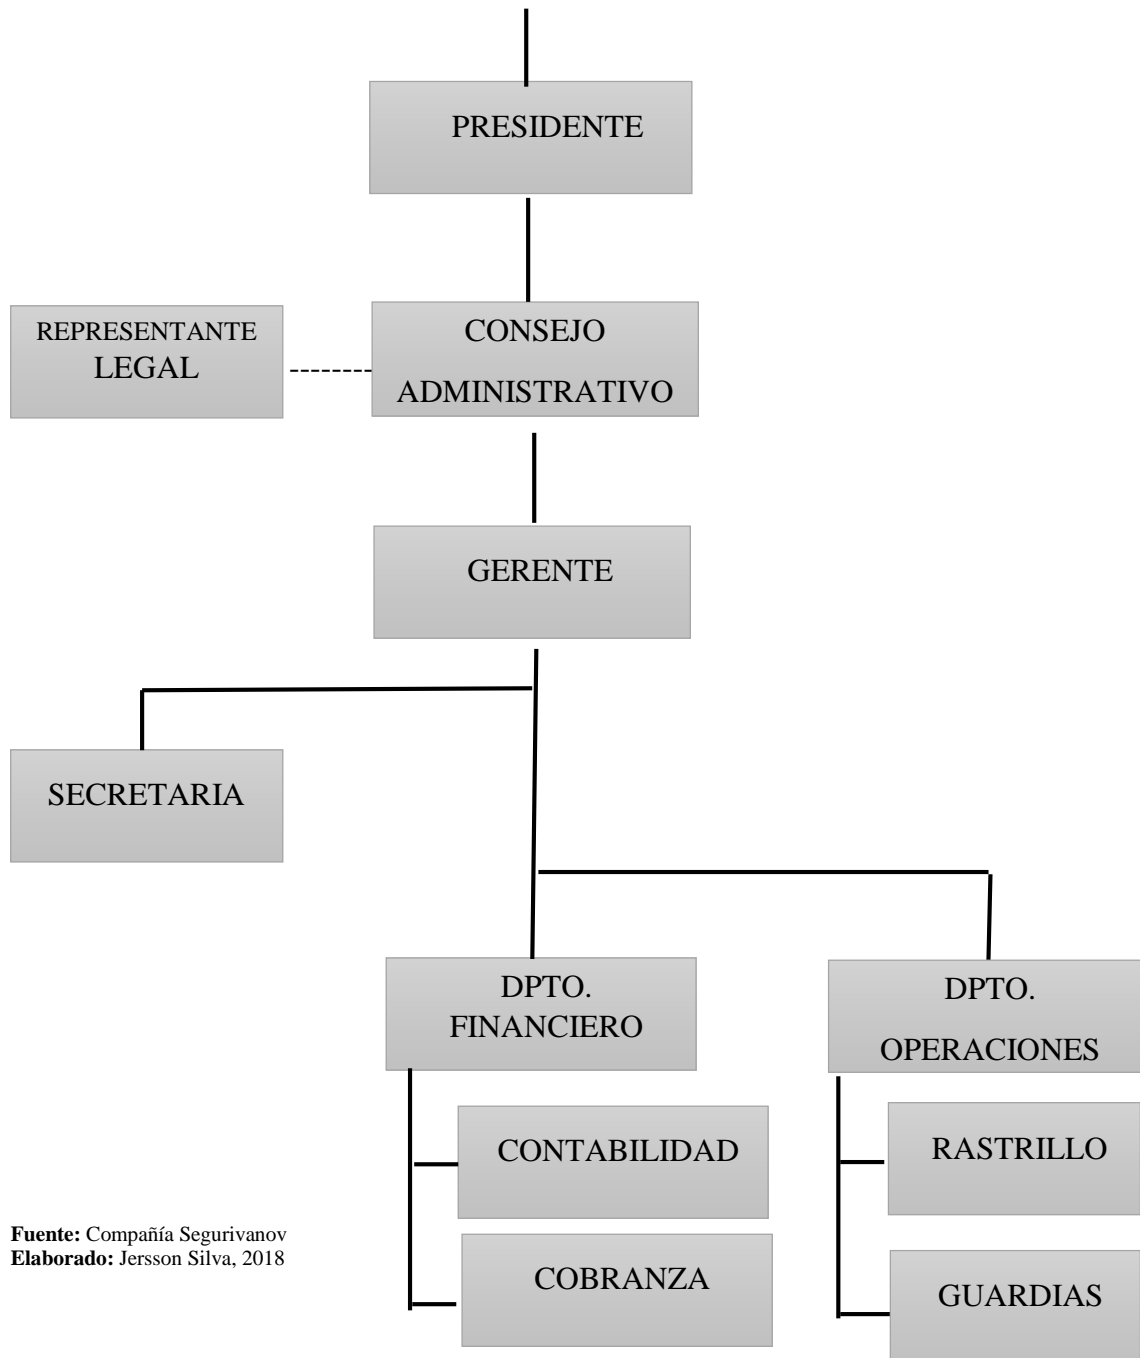 PRESIDENTE
REPRESENTANTE
LEGAL
CONSEJO
ADMINISTRATIVO
GERENTE
SECRETARIA
DPTO.
FINANCIERO
DPTO.
OPERACIONES
CONTABILIDAD
RASTRILLO
COBRANZA
GUARDIAS
Fuente: Compañía Segurivanov
Elaborado: Jersson Silva, 2018